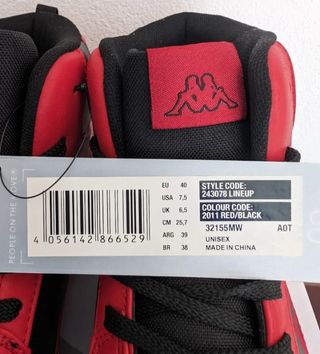 PEOPLE ON THE MOVE
EU 40
USA 7,5
UK 6,5
CM 25,7
ARG 39
BR 38
STYLE CODE:
243078 LINEUP
COLOUR CODE:
2011 RED/BLACK
32155MW A0T
UNISEX
MADE IN CHINA
4 056142 866529